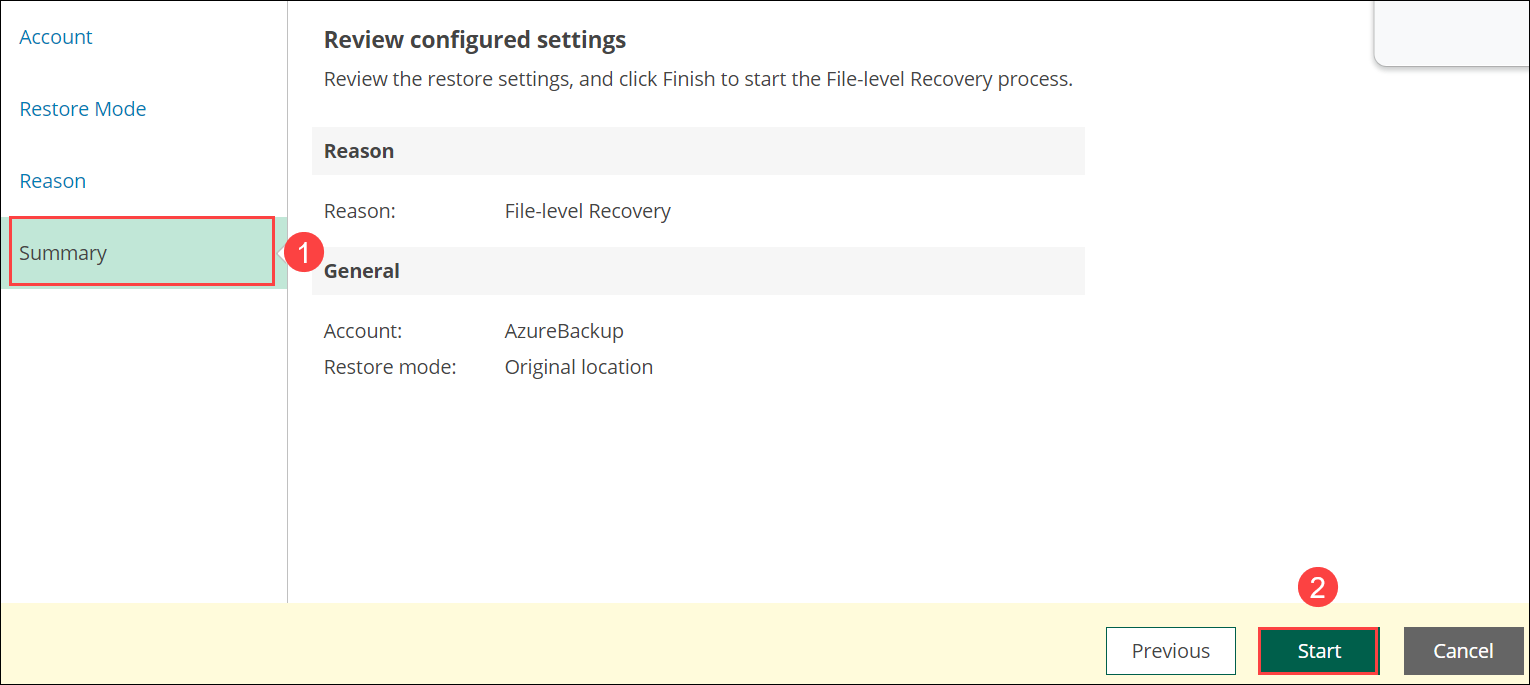 Account
Restore Mode
Reason
Summary
1
Review configured settings
Review the restore settings, and click Finish to start the File-level Recovery process.
Reason
Reason: File-level Recovery
General
Account: AzureBackup
Restore mode: Original location
2
Previous Start Cancel